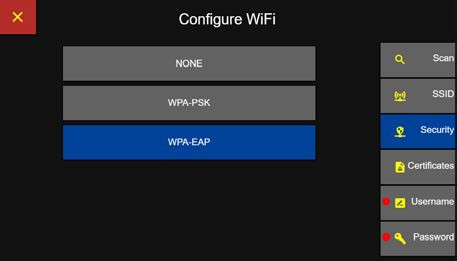 Configure WiFi
NONE
WPA-PSK
WPA-EAP
Scan
SSID
Security
Certificates
Username
Password